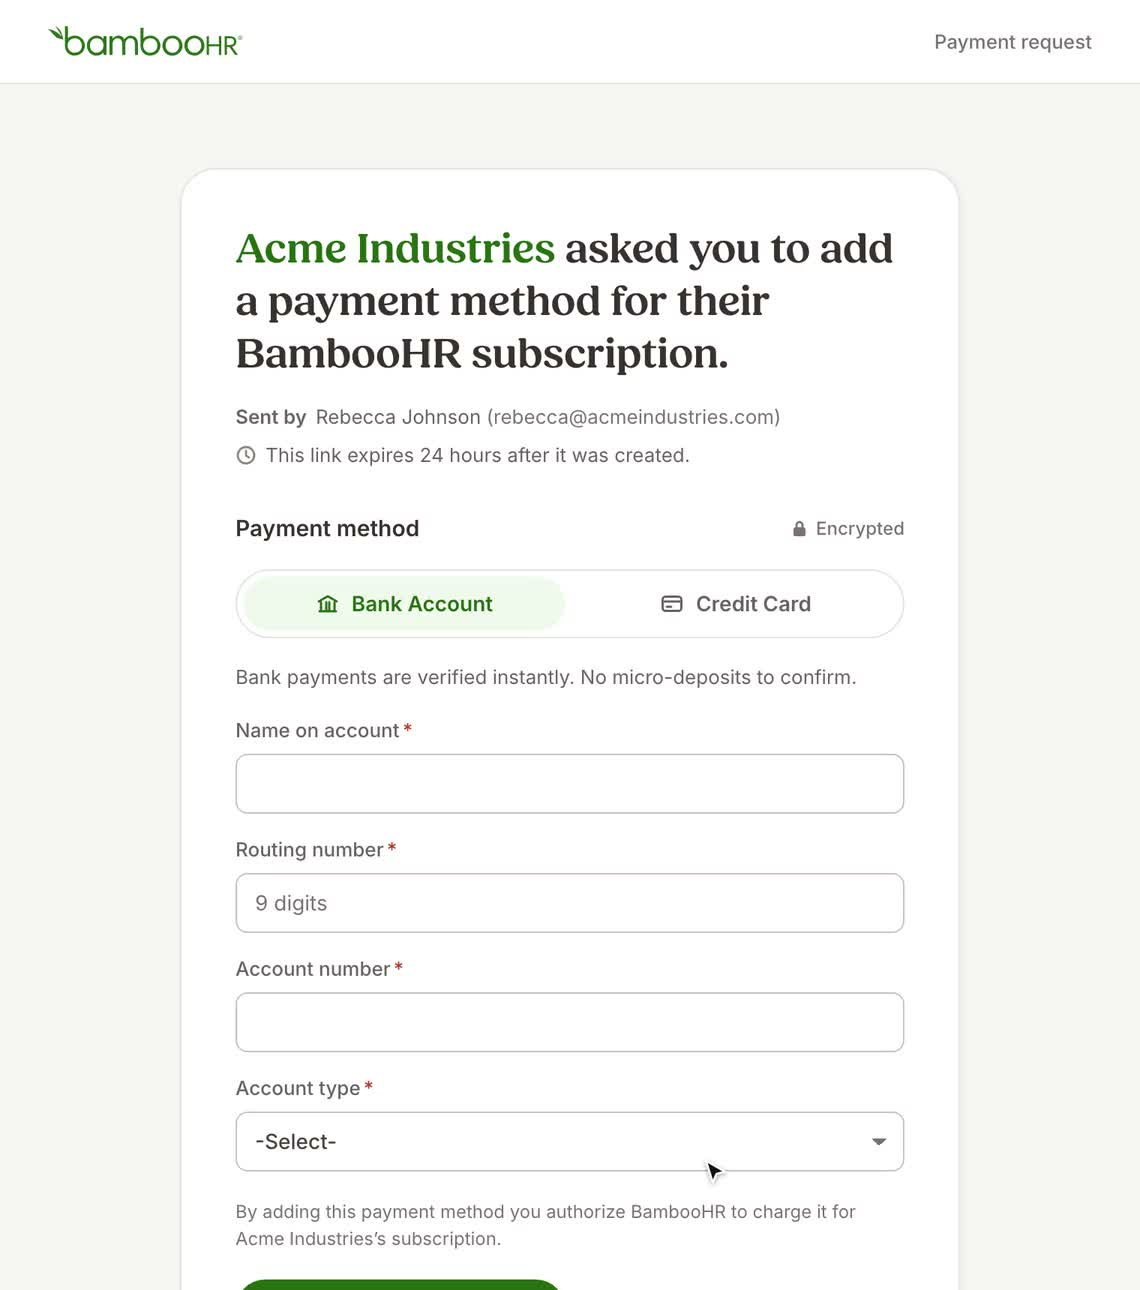 bambooHR®
Payment request
Acme Industries asked you to add
a payment method for their
BambooHR subscription.
Sent by Rebecca Johnson (rebecca@acmeindustries.com)
This link expires 24 hours after it was created.
Payment method
Encrypted
Bank Account
Credit Card
Bank payments are verified instantly. No micro-deposits to confirm.
Name on account*
Routing number*
9 digits
Account number*
Account type*
-Select-
By adding this payment method you authorize BambooHR to charge it for
Acme Industries’s subscription.